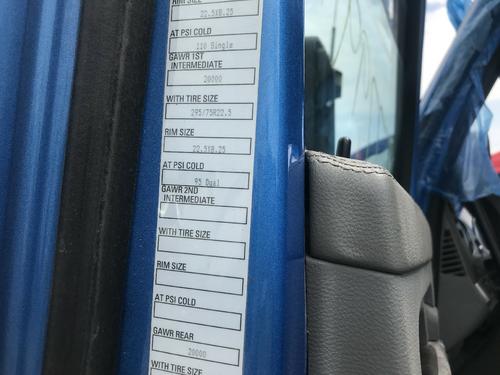 RIM SIZE
22.5X8.25
AT PSI COLD
110 Single
GAWR 1ST
INTERMEDIATE
20000
WITH TIRE SIZE
295/75R22.5
RIM SIZE
22.5X8.25
AT PSI COLD
95 Dual
GAWR 2ND
INTERMEDIATE
WITH TIRE SIZE
RIM SIZE
AT PSI COLD
GAWR REAR
20000
WITH TIRE SIZE